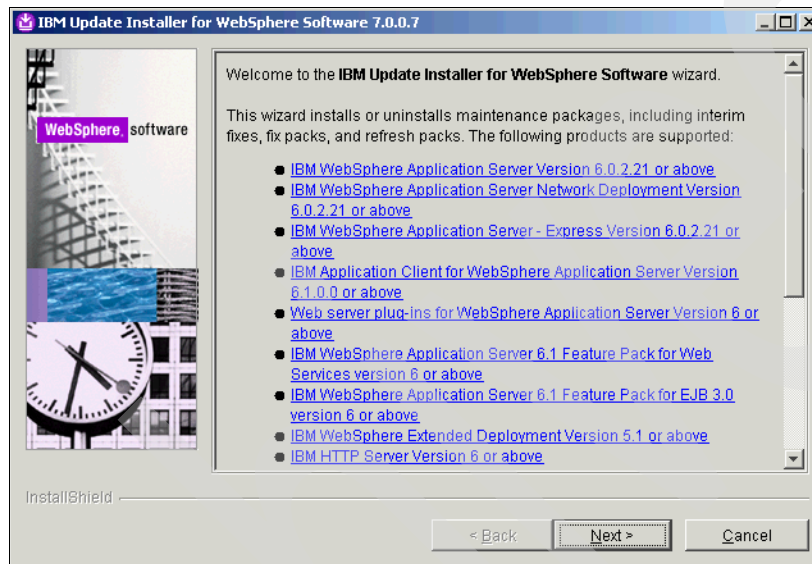 IBM Update Installer for WebSphere Software 7.0.0.7
WebSphere. software
Welcome to the IBM Update Installer for WebSphere Software wizard.
This wizard installs or uninstalls maintenance packages, including interim
fixes, fix packs, and refresh packs. The following products are supported:
IBM WebSphere Application Server Version 6.0.2.21 or above
IBM WebSphere Application Server Network Deployment Version
6.0.2.21 or above
IBM WebSphere Application Server - Express Version 6.0.2.21 or
above
IBM Application Client for WebSphere Application Server Version
6.1.0.0 or above
Web server plug-ins for WebSphere Application Server Version 6 or
above
IBM WebSphere Application Server 6.1 Feature Pack for Web
Services version 6 or above
IBM WebSphere Application Server 6.1 Feature Pack for EJB 3.0
version 6 or above
IBM WebSphere Extended Deployment Version 5.1 or above
IBM HTTP Server Version 6 or above
InstallShield
< Back
Next >
Cancel